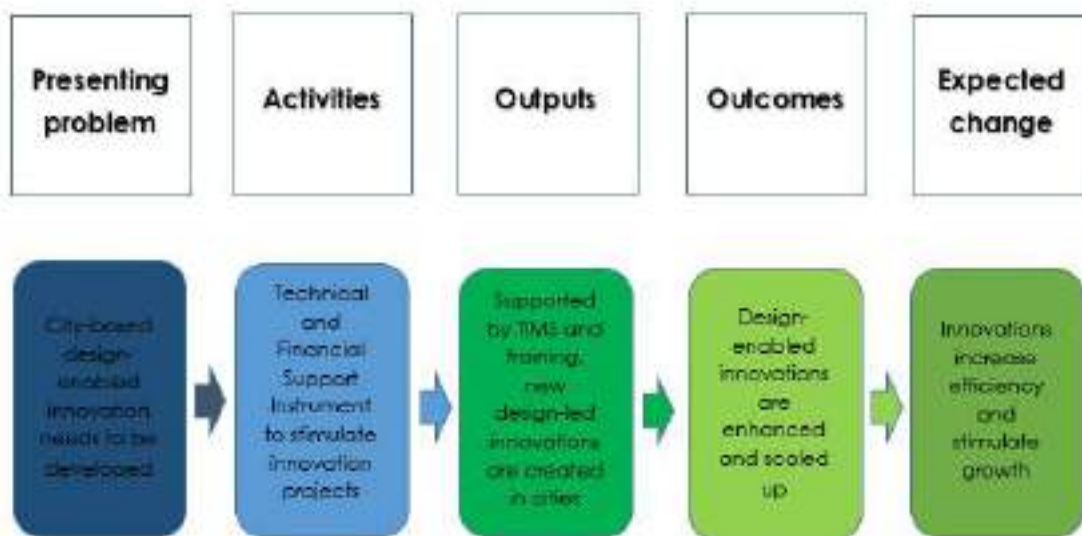 Presenting
problem
Activities
Outputs
Outcomes
Expected
change
City-based
design-
enabled
innovation
needs to be
developed
Technical
and
Financial
Support
Instrument
to stimulate
innovation
projects
Supported
by TIMS and
training,
new
design-led
innovations
are created
in cities
Design-
enabled
innovations
are
enhanced
and scaled
up
Innovations
increase
efficiency
and
stimulate
growth